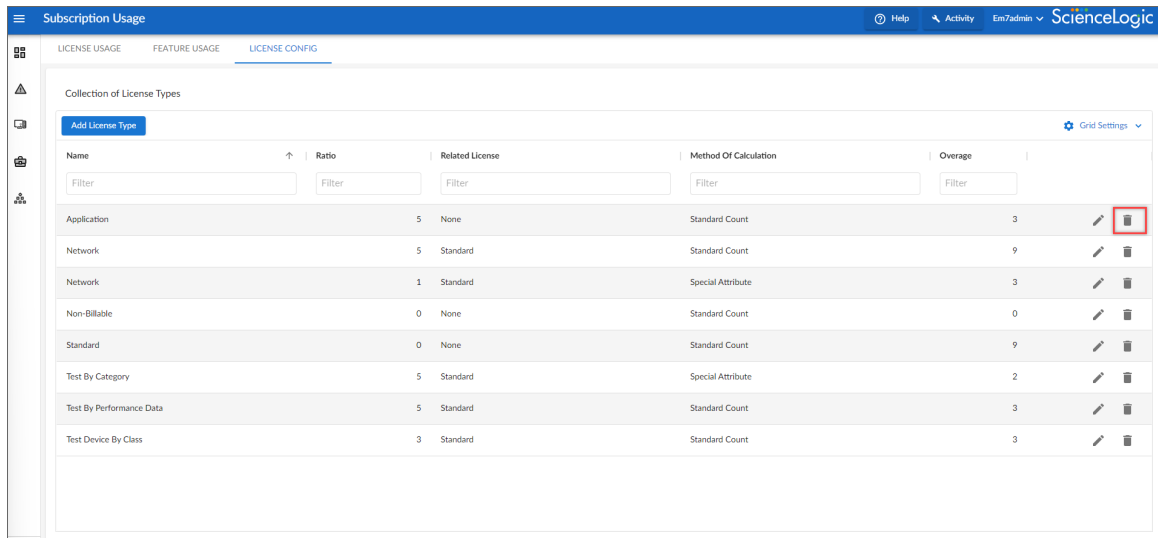 Subscription Usage
Help
Activity
Em7admin
ScienceLogic
LICENSE USAGE FEATURE USAGE LICENSE CONFIG
Collection of License Types
Add License Type
Grid Settings
Name Ratio Related License Method Of Calculation Overage
Filter Filter Filter Filter Filter
Application 5 None Standard Count 3
Network 5 Standard Standard Count 9
Network 1 Standard Special Attribute 3
Non-Billable 0 None Standard Count 0
Standard 0 None Standard Count 9
Test By Category 5 Standard Special Attribute 2
Test By Performance Data 5 Standard Standard Count 3
Test Device By Class 3 Standard Standard Count 3